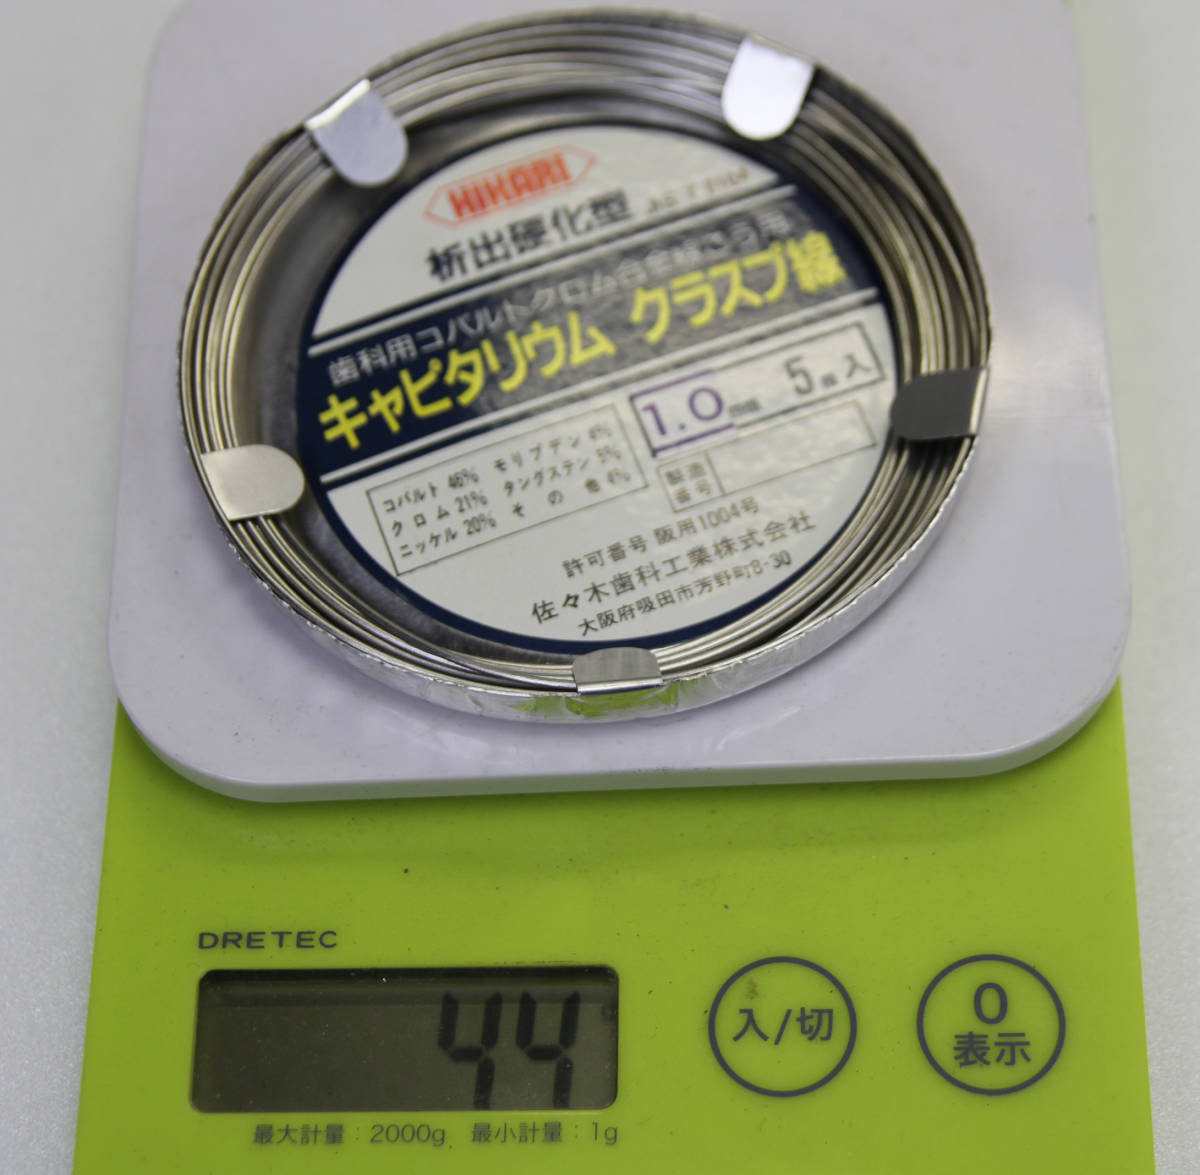 HIKARI
析出硬化型
歯科用コバルトクロム合金線ろう用
キャピタリウム クラスプ線
1.0mm 5m入
コバルト 46% モリブデン 4%
クロム 21% タングステン 5%
ニッケル 20% その他 4%
製造番号
許可番号 阪用1004号
佐々木歯科工業株式会社
大阪府吸田市芳野町8-30
DRETEC
44
入/切
0
表示
最大計量:2000g 最小計量:1g